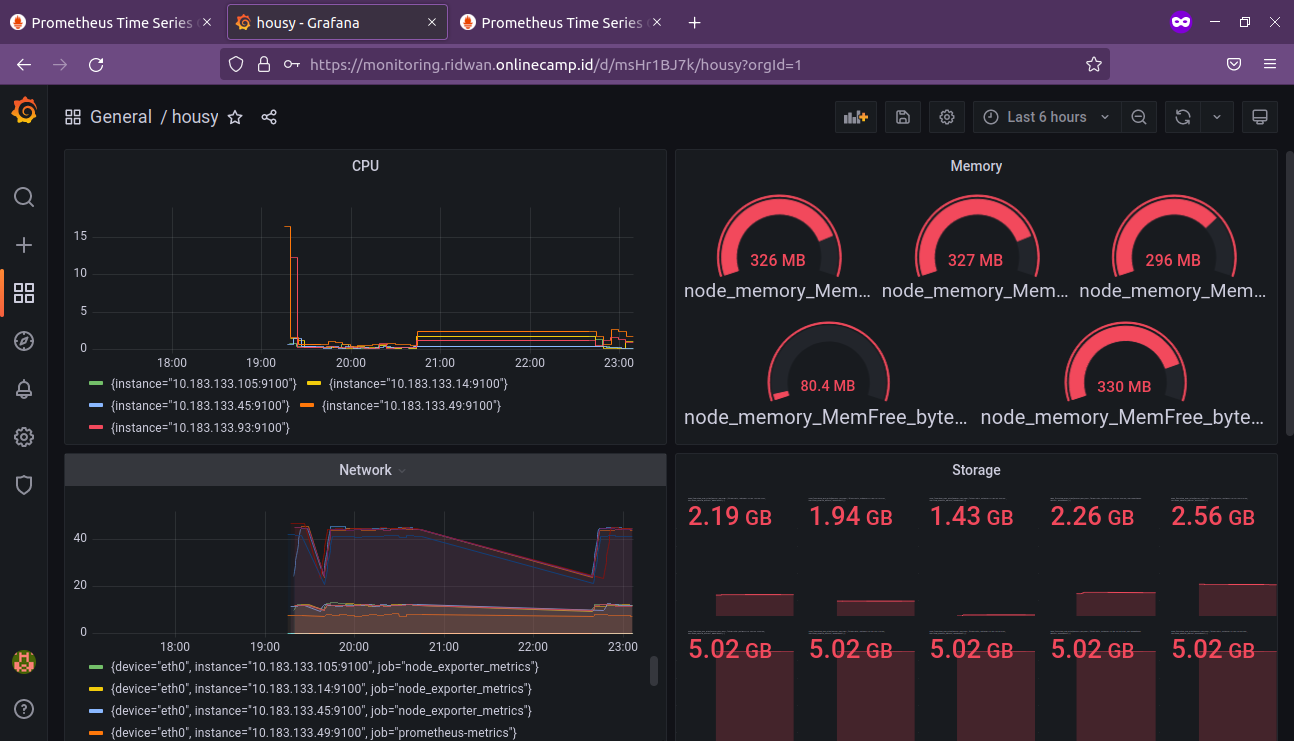 Prometheus Time Series
housy - Grafana
Prometheus Time Series
https://monitoring.ridwan.onlinecamp.id/d/msHr1BJ7k/housy?orgId=1
General / housy
Last 6 hours
CPU
15
10
5
0
18:00 19:00 20:00 21:00 22:00 23:00
{instance="10.183.133.105:9100"} {instance="10.183.133.14:9100"}
{instance="10.183.133.45:9100"} {instance="10.183.133.49:9100"}
{instance="10.183.133.93:9100"}
Memory
326 MB 327 MB 296 MB
node_memory_Mem... node_memory_Mem... node_memory_Mem...
80.4 MB 330 MB
node_memory_MemFree_byte... node_memory_MemFree_byte...
Network
40
20
0
18:00 19:00 20:00 21:00 22:00 23:00
{device="eth0", instance="10.183.133.105:9100", job="node_exporter_metrics"}
{device="eth0", instance="10.183.133.14:9100", job="node_exporter_metrics"}
{device="eth0", instance="10.183.133.45:9100", job="node_exporter_metrics"}
{device="eth0", instance="10.183.133.49:9100", job="prometheus-metrics"}
Storage
2.19 GB 1.94 GB 1.43 GB 2.26 GB 2.56 GB
5.02 GB 5.02 GB 5.02 GB 5.02 GB 5.02 GB